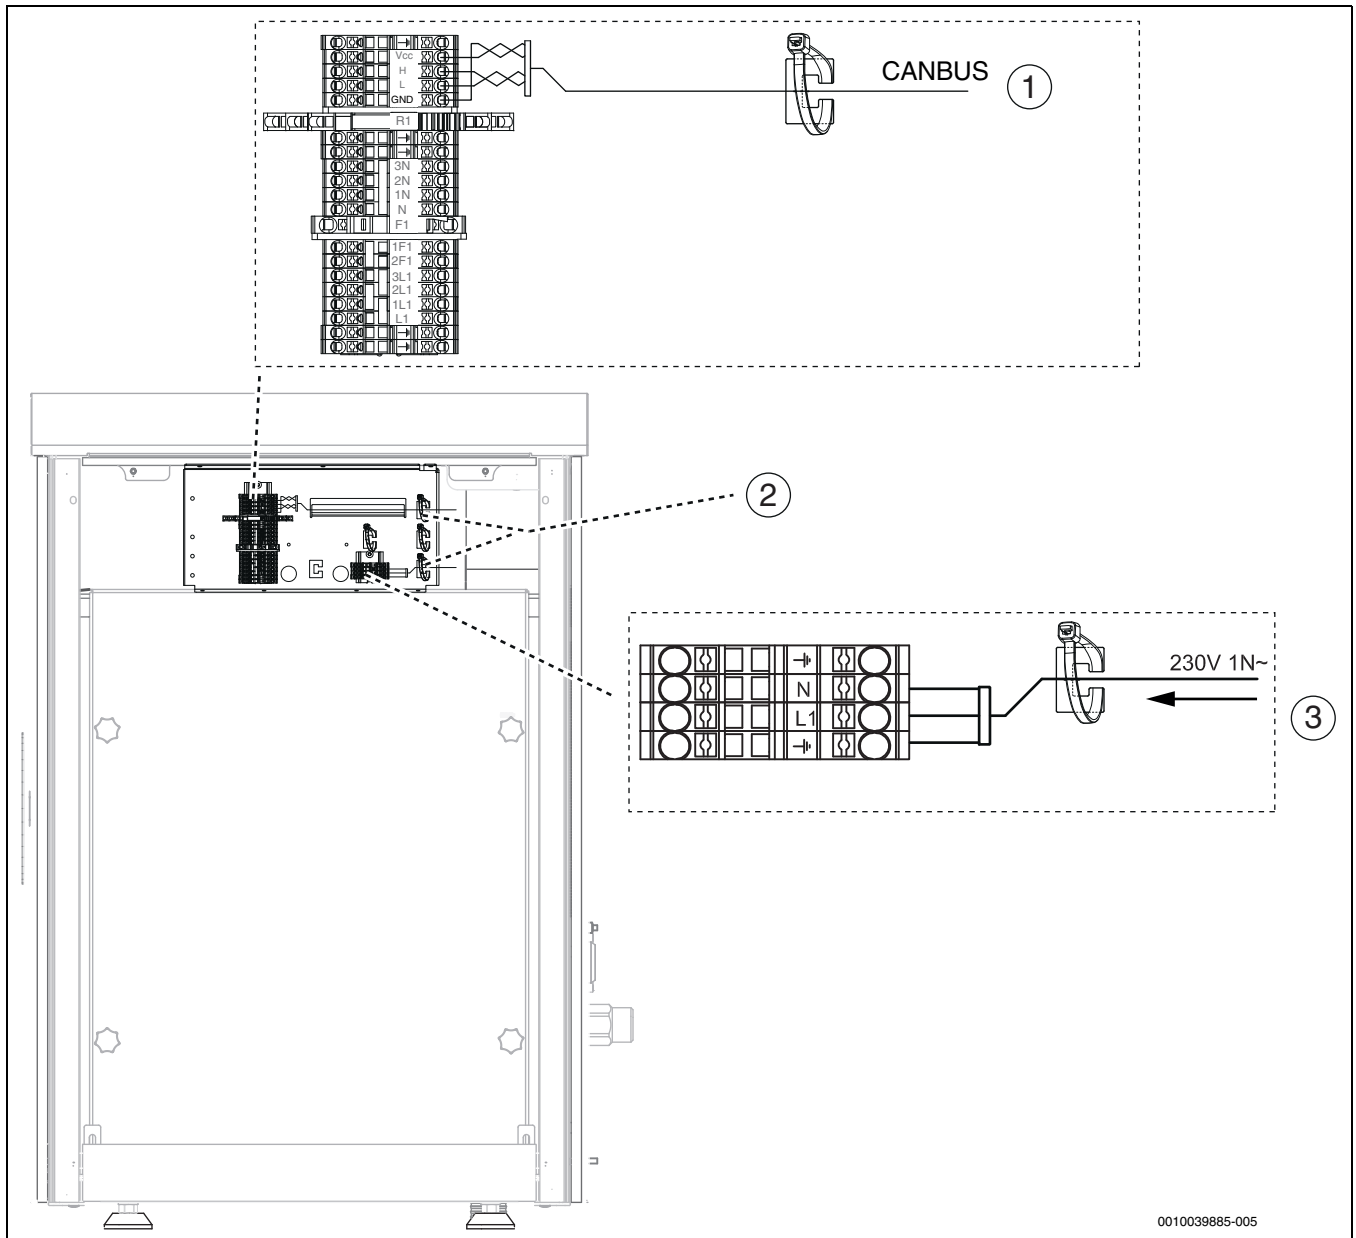 Vcc
H
L
GND
CANBUS
1
R1
3N
2N
1N
N
F1
1F1
2F1
3L1
2L1
1L1
L1
2
230V 1N~
N
L1
3
0010039885-005